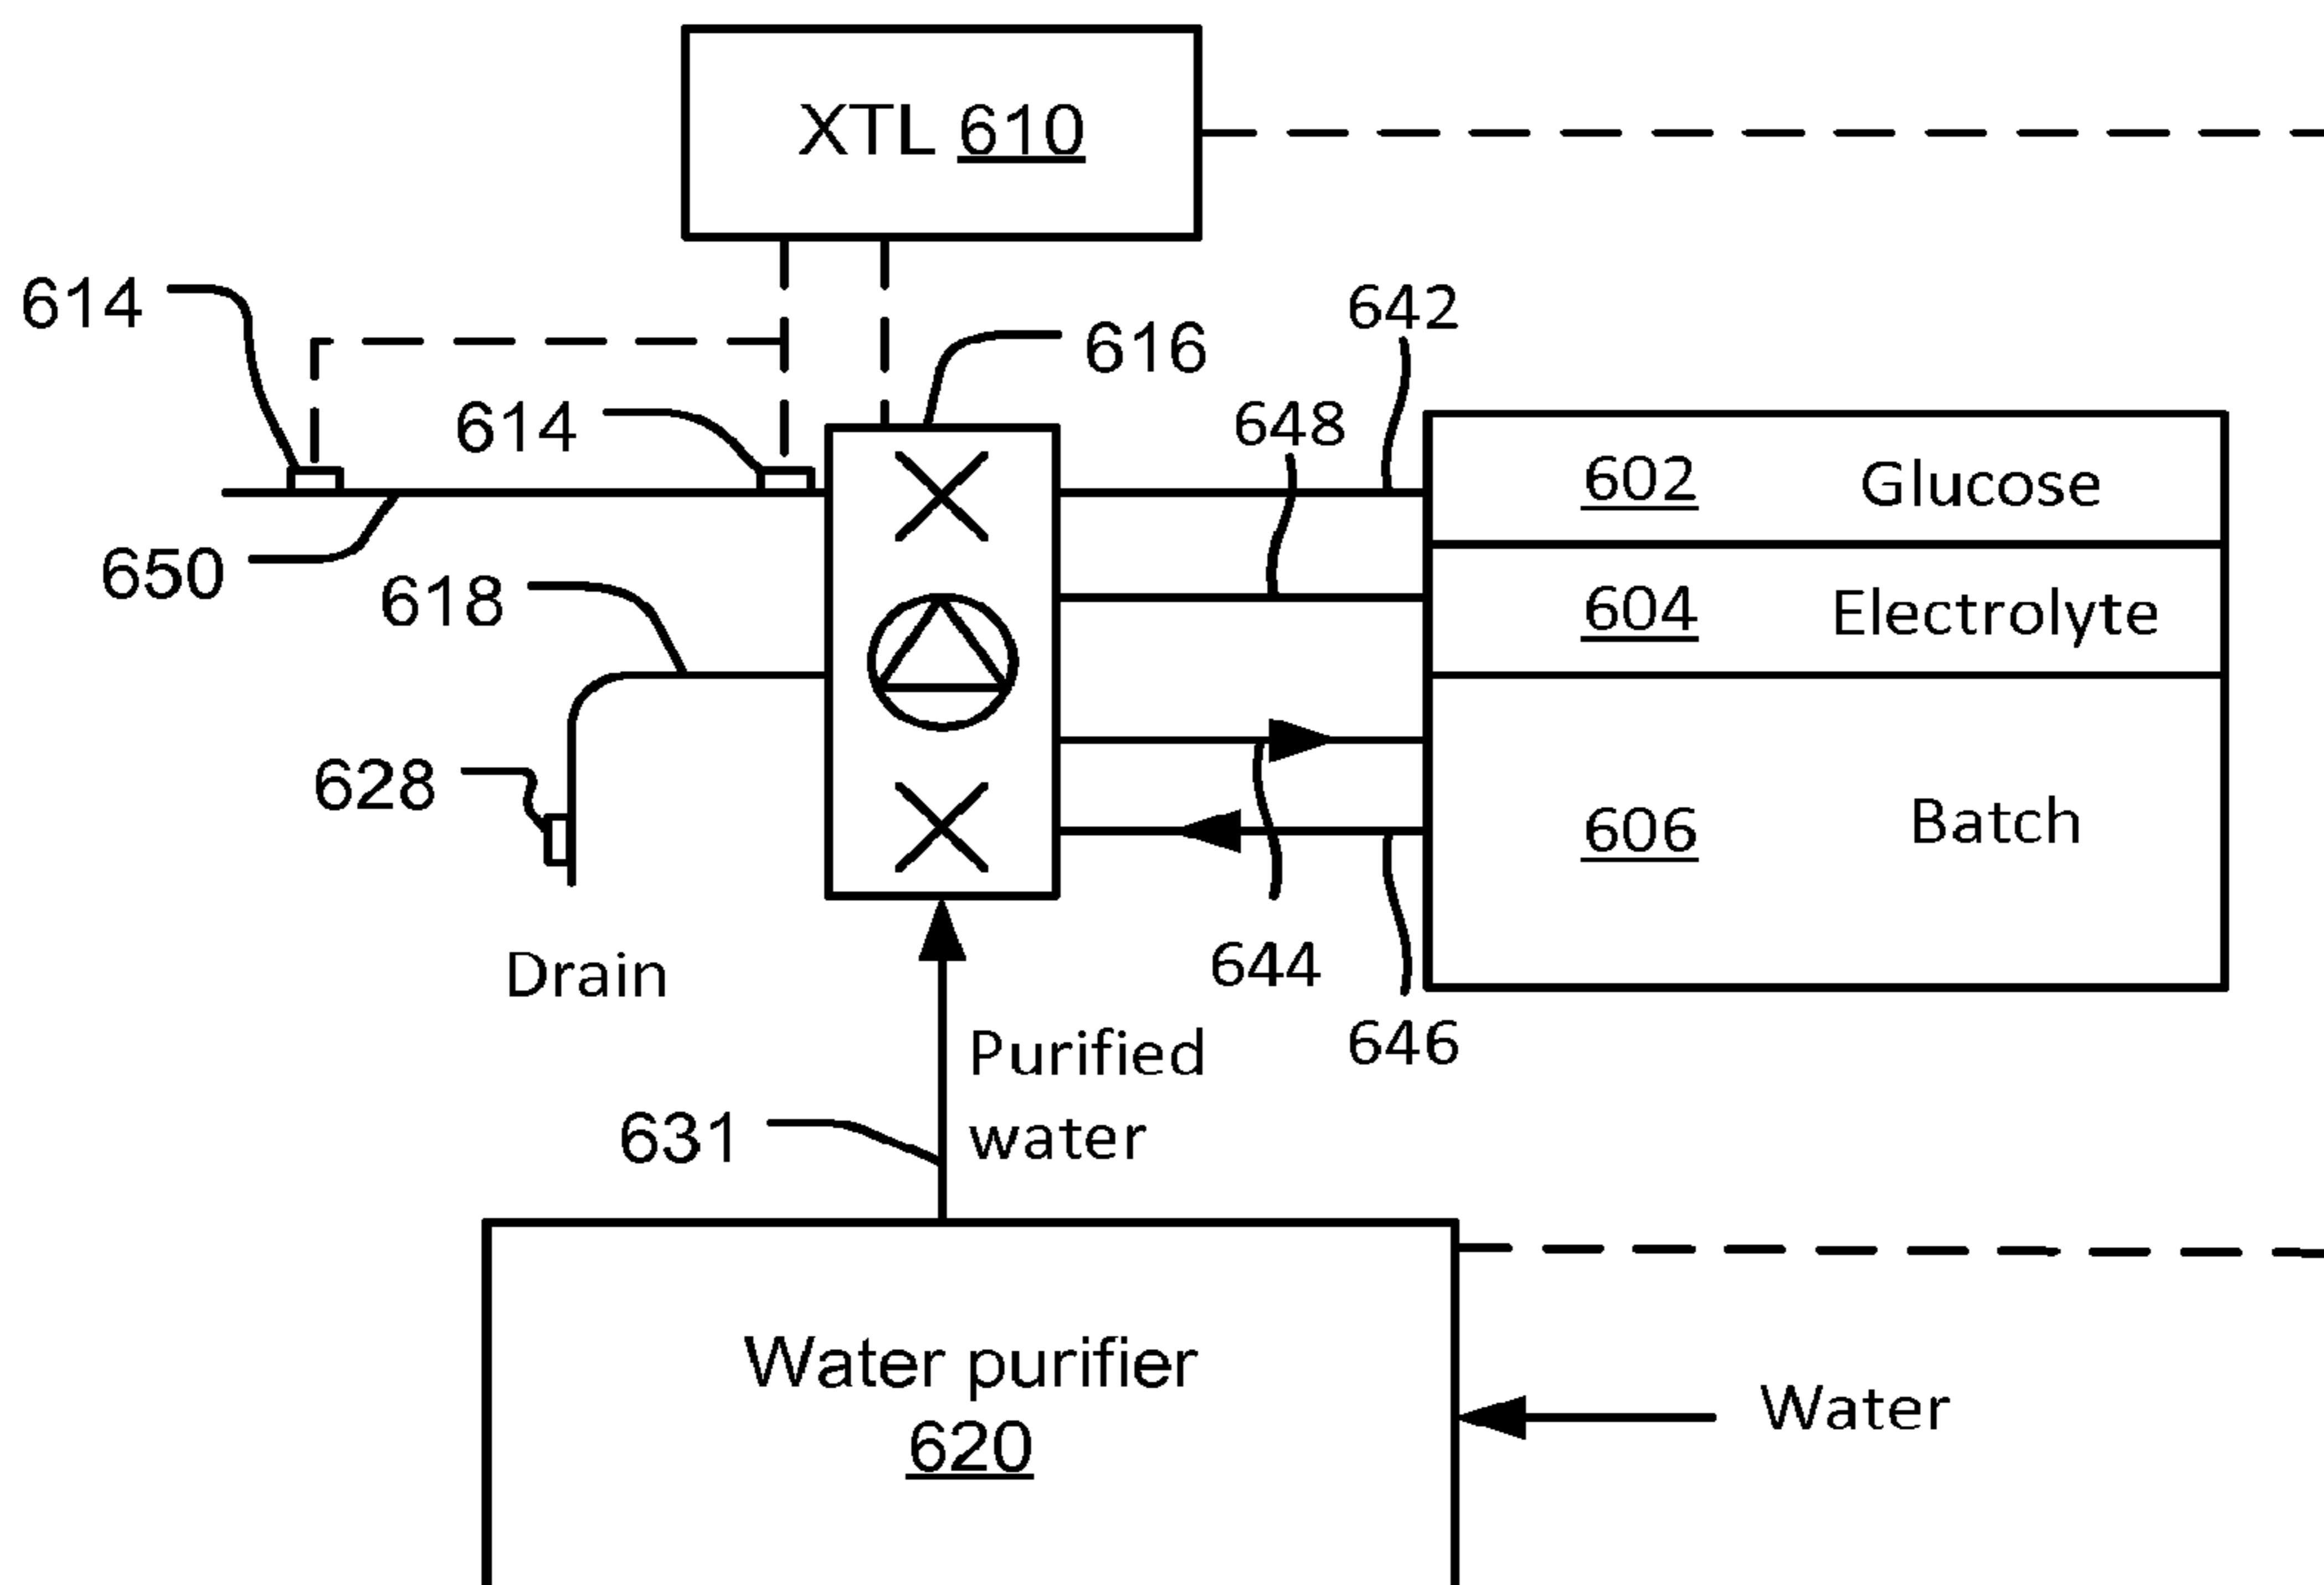 XTL 610
614
642
616
614
648
602 Glucose
650
618
604 Electrolyte
628
606 Batch
Drain
644
646
Purified
water
631
Water purifier
620
Water